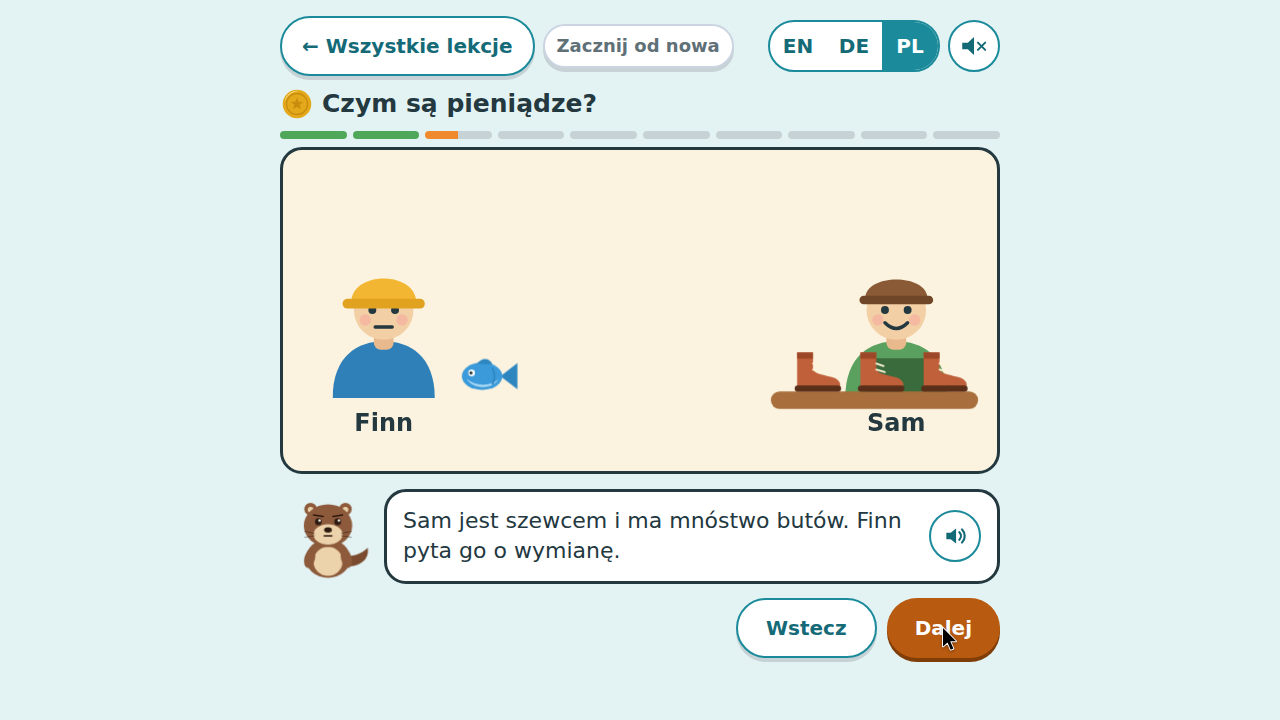 ← Wszystkie lekcje
Zacznij od nowa
EN DE PL
Czym są pieniądze?
Finn
Sam
Sam jest szewcem i ma mnóstwo butów. Finn
pyta go o wymianę.
Wstecz
Dalej